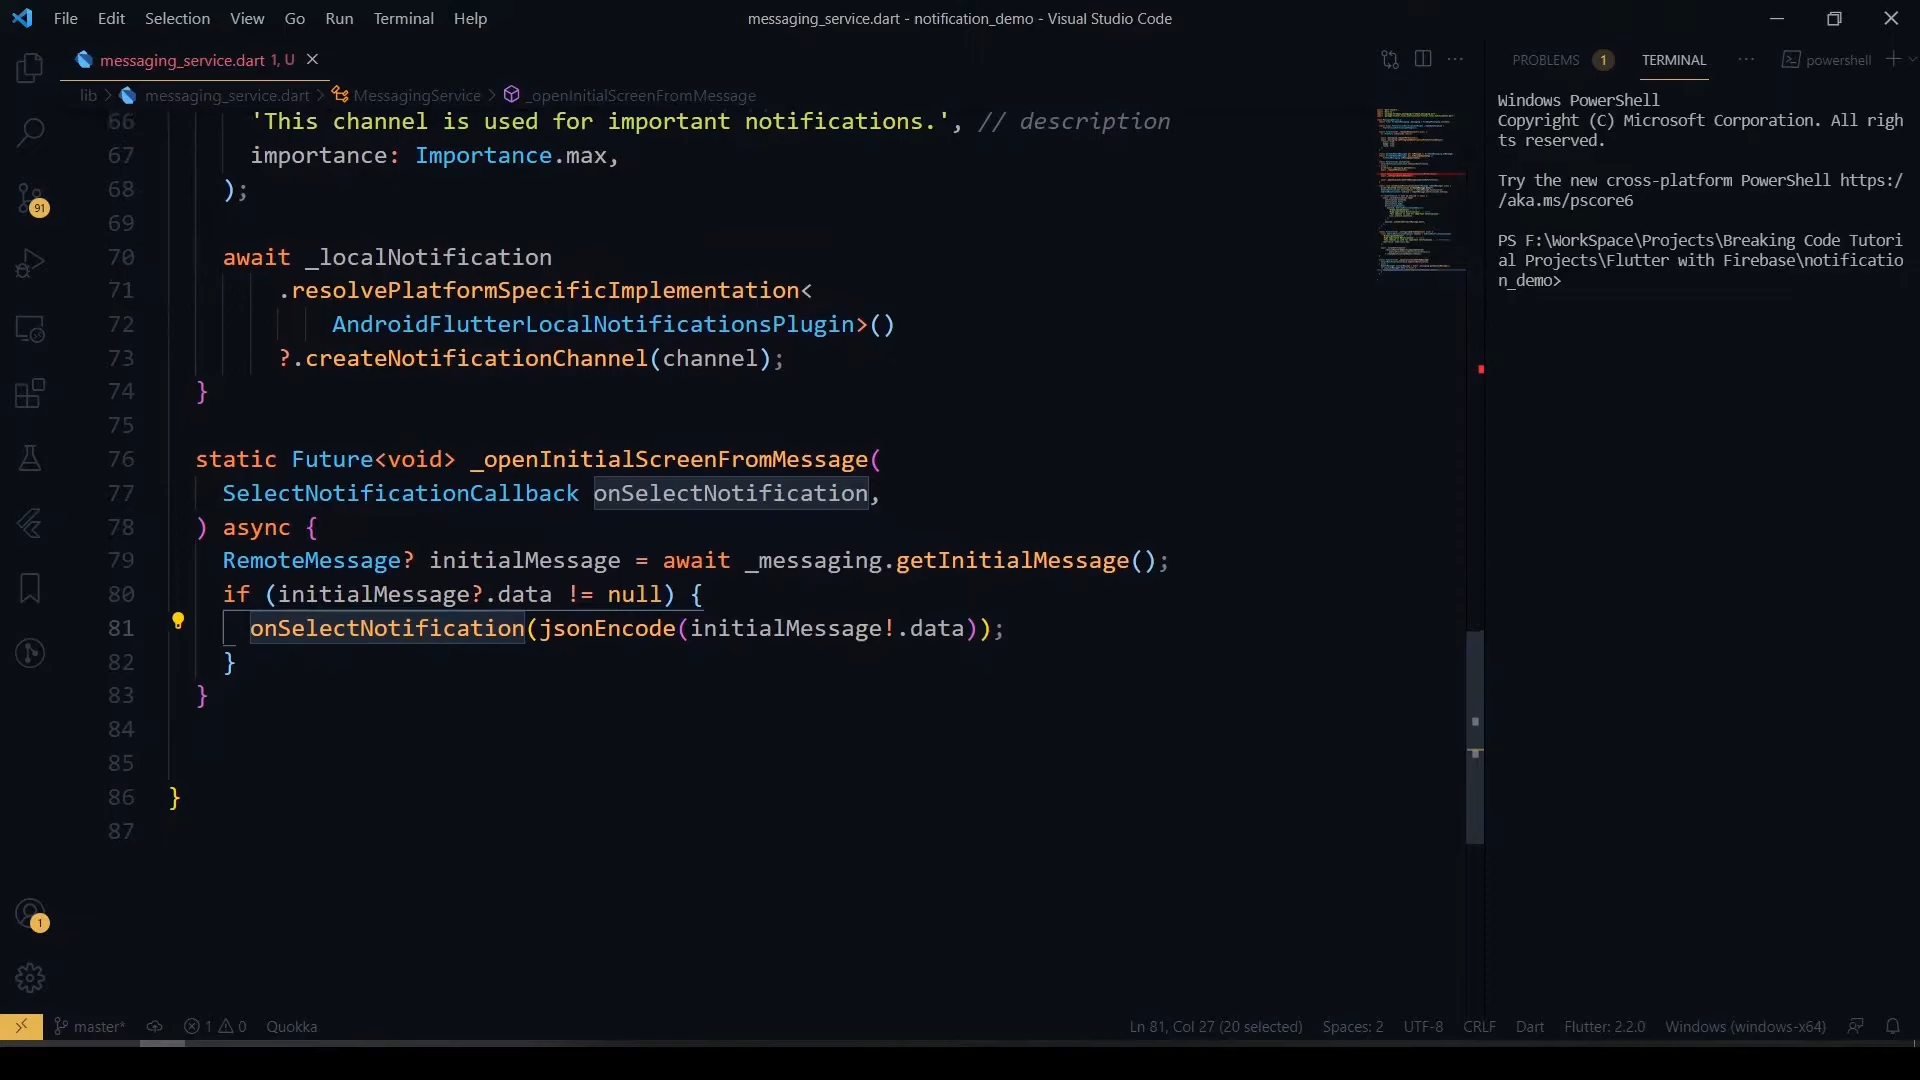 File Edit Selection View Go Run Terminal Help
messaging_service.dart - notification_demo - Visual Studio Code
messaging_service.dart 1, U
lib > messaging_service.dart > MessagingService > _openInitialScreenFromMessage
66 'This channel is used for important notifications.', // description
67 importance: Importance.max,
68 );
69
70 await _localNotification
71 .resolvePlatformSpecificImplementation<
72 AndroidFlutterLocalNotificationsPlugin>()
73 ?.createNotificationChannel(channel);
74 }
75
76 static Future<void> _openInitialScreenFromMessage(
77 SelectNotificationCallback onSelectNotification,
78 ) async {
79 RemoteMessage? initialMessage = await _messaging.getInitialMessage();
80 if (initialMessage?.data != null) {
81 onSelectNotification(jsonEncode(initialMessage!.data));
82 }
83 }
84
85
86 }
87
PROBLEMS 1 TERMINAL ... powershell
Windows PowerShell
Copyright (C) Microsoft Corporation. All righ
ts reserved.
Try the new cross-platform PowerShell https:/
/aka.ms/pscore6
PS F:\WorkSpace\Projects\Breaking Code Tutori
al Projects\Flutter with Firebase\notificatio
n_demo>
91
1
master* 1 0 Quokka
Ln 81, Col 27 (20 selected) Spaces: 2 UTF-8 CRLF Dart Flutter: 2.2.0 Windows (windows-x64)